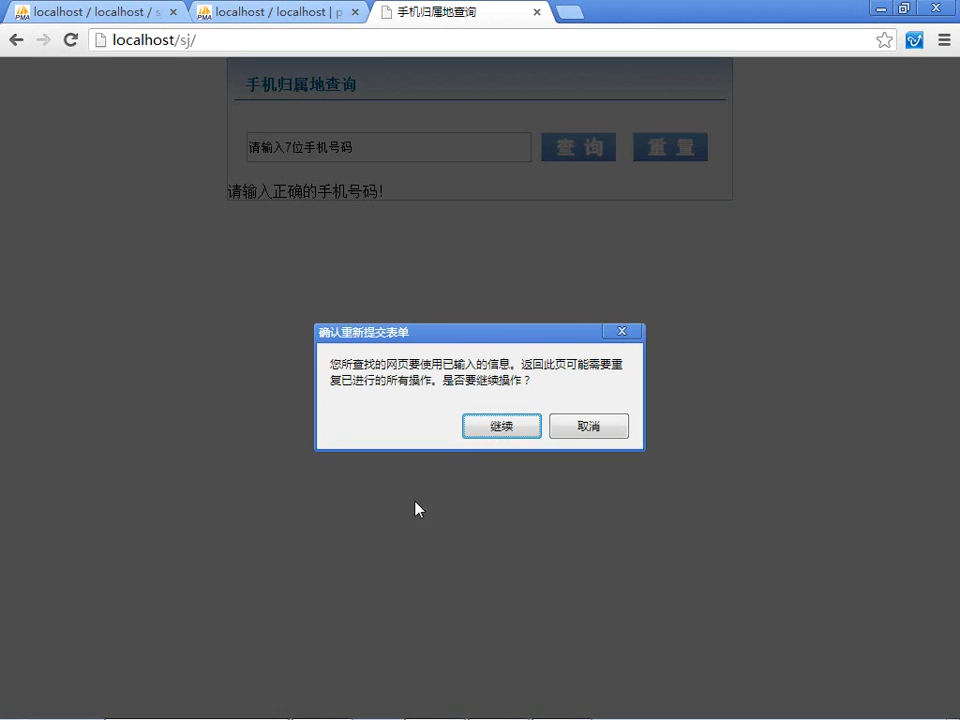 localhost / localhost / s
localhost / localhost | p
手机归属地查询
localhost/sj/
手机归属地查询
请输入7位手机号码
查 询
重 置
请输入正确的手机号码!
确认重新提交表单
您所查找的网页要使用已输入的信息。返回此页可能需要重
复已进行的所有操作。是否要继续操作？
继续
取消